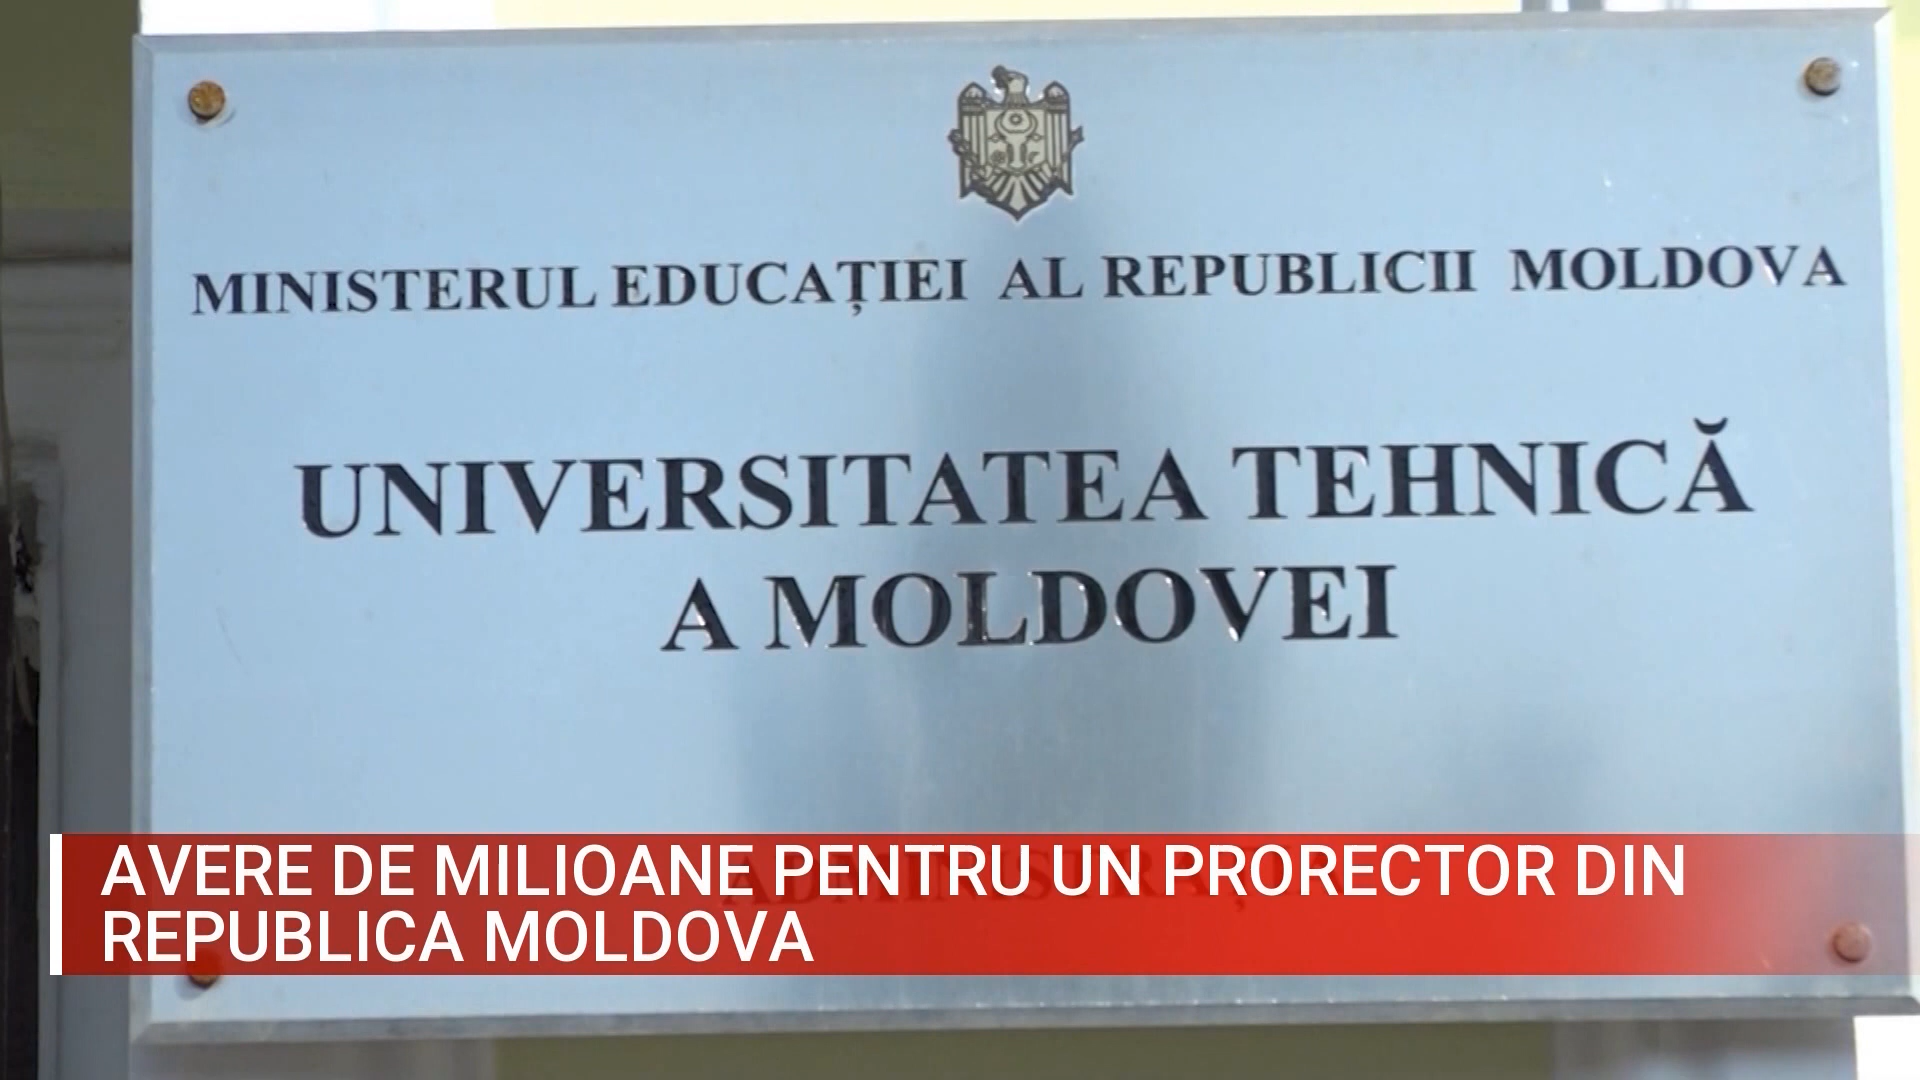 MINISTERUL EDUCAȚIEI AL REPUBLICII MOLDOVA
UNIVERSITATEA TEHNICĂ
A MOLDOVEI
AVERE DE MILIOANE PENTRU UN PRORECTOR DIN
REPUBLICA MOLDOVA